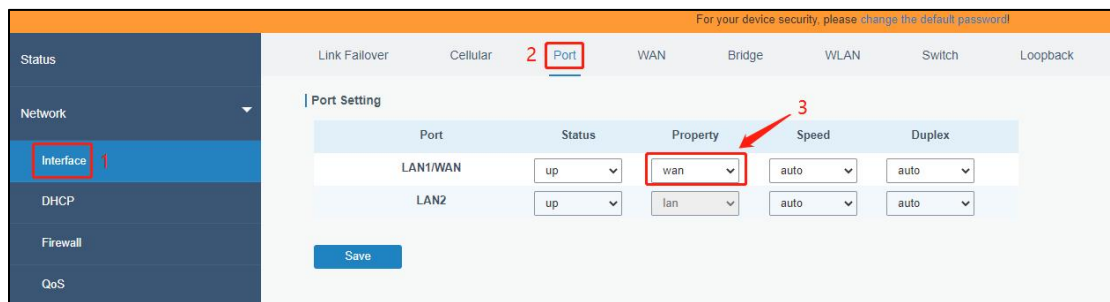 For your device security, please change the default password!
Status
Network
Interface 1
DHCP
Firewall
QoS
Link Failover Cellular 2 Port WAN Bridge WLAN Switch Loopback
Port Setting
3
Port Status Property Speed Duplex
LAN1/WAN up wan auto auto
LAN2 up lan auto auto
Save